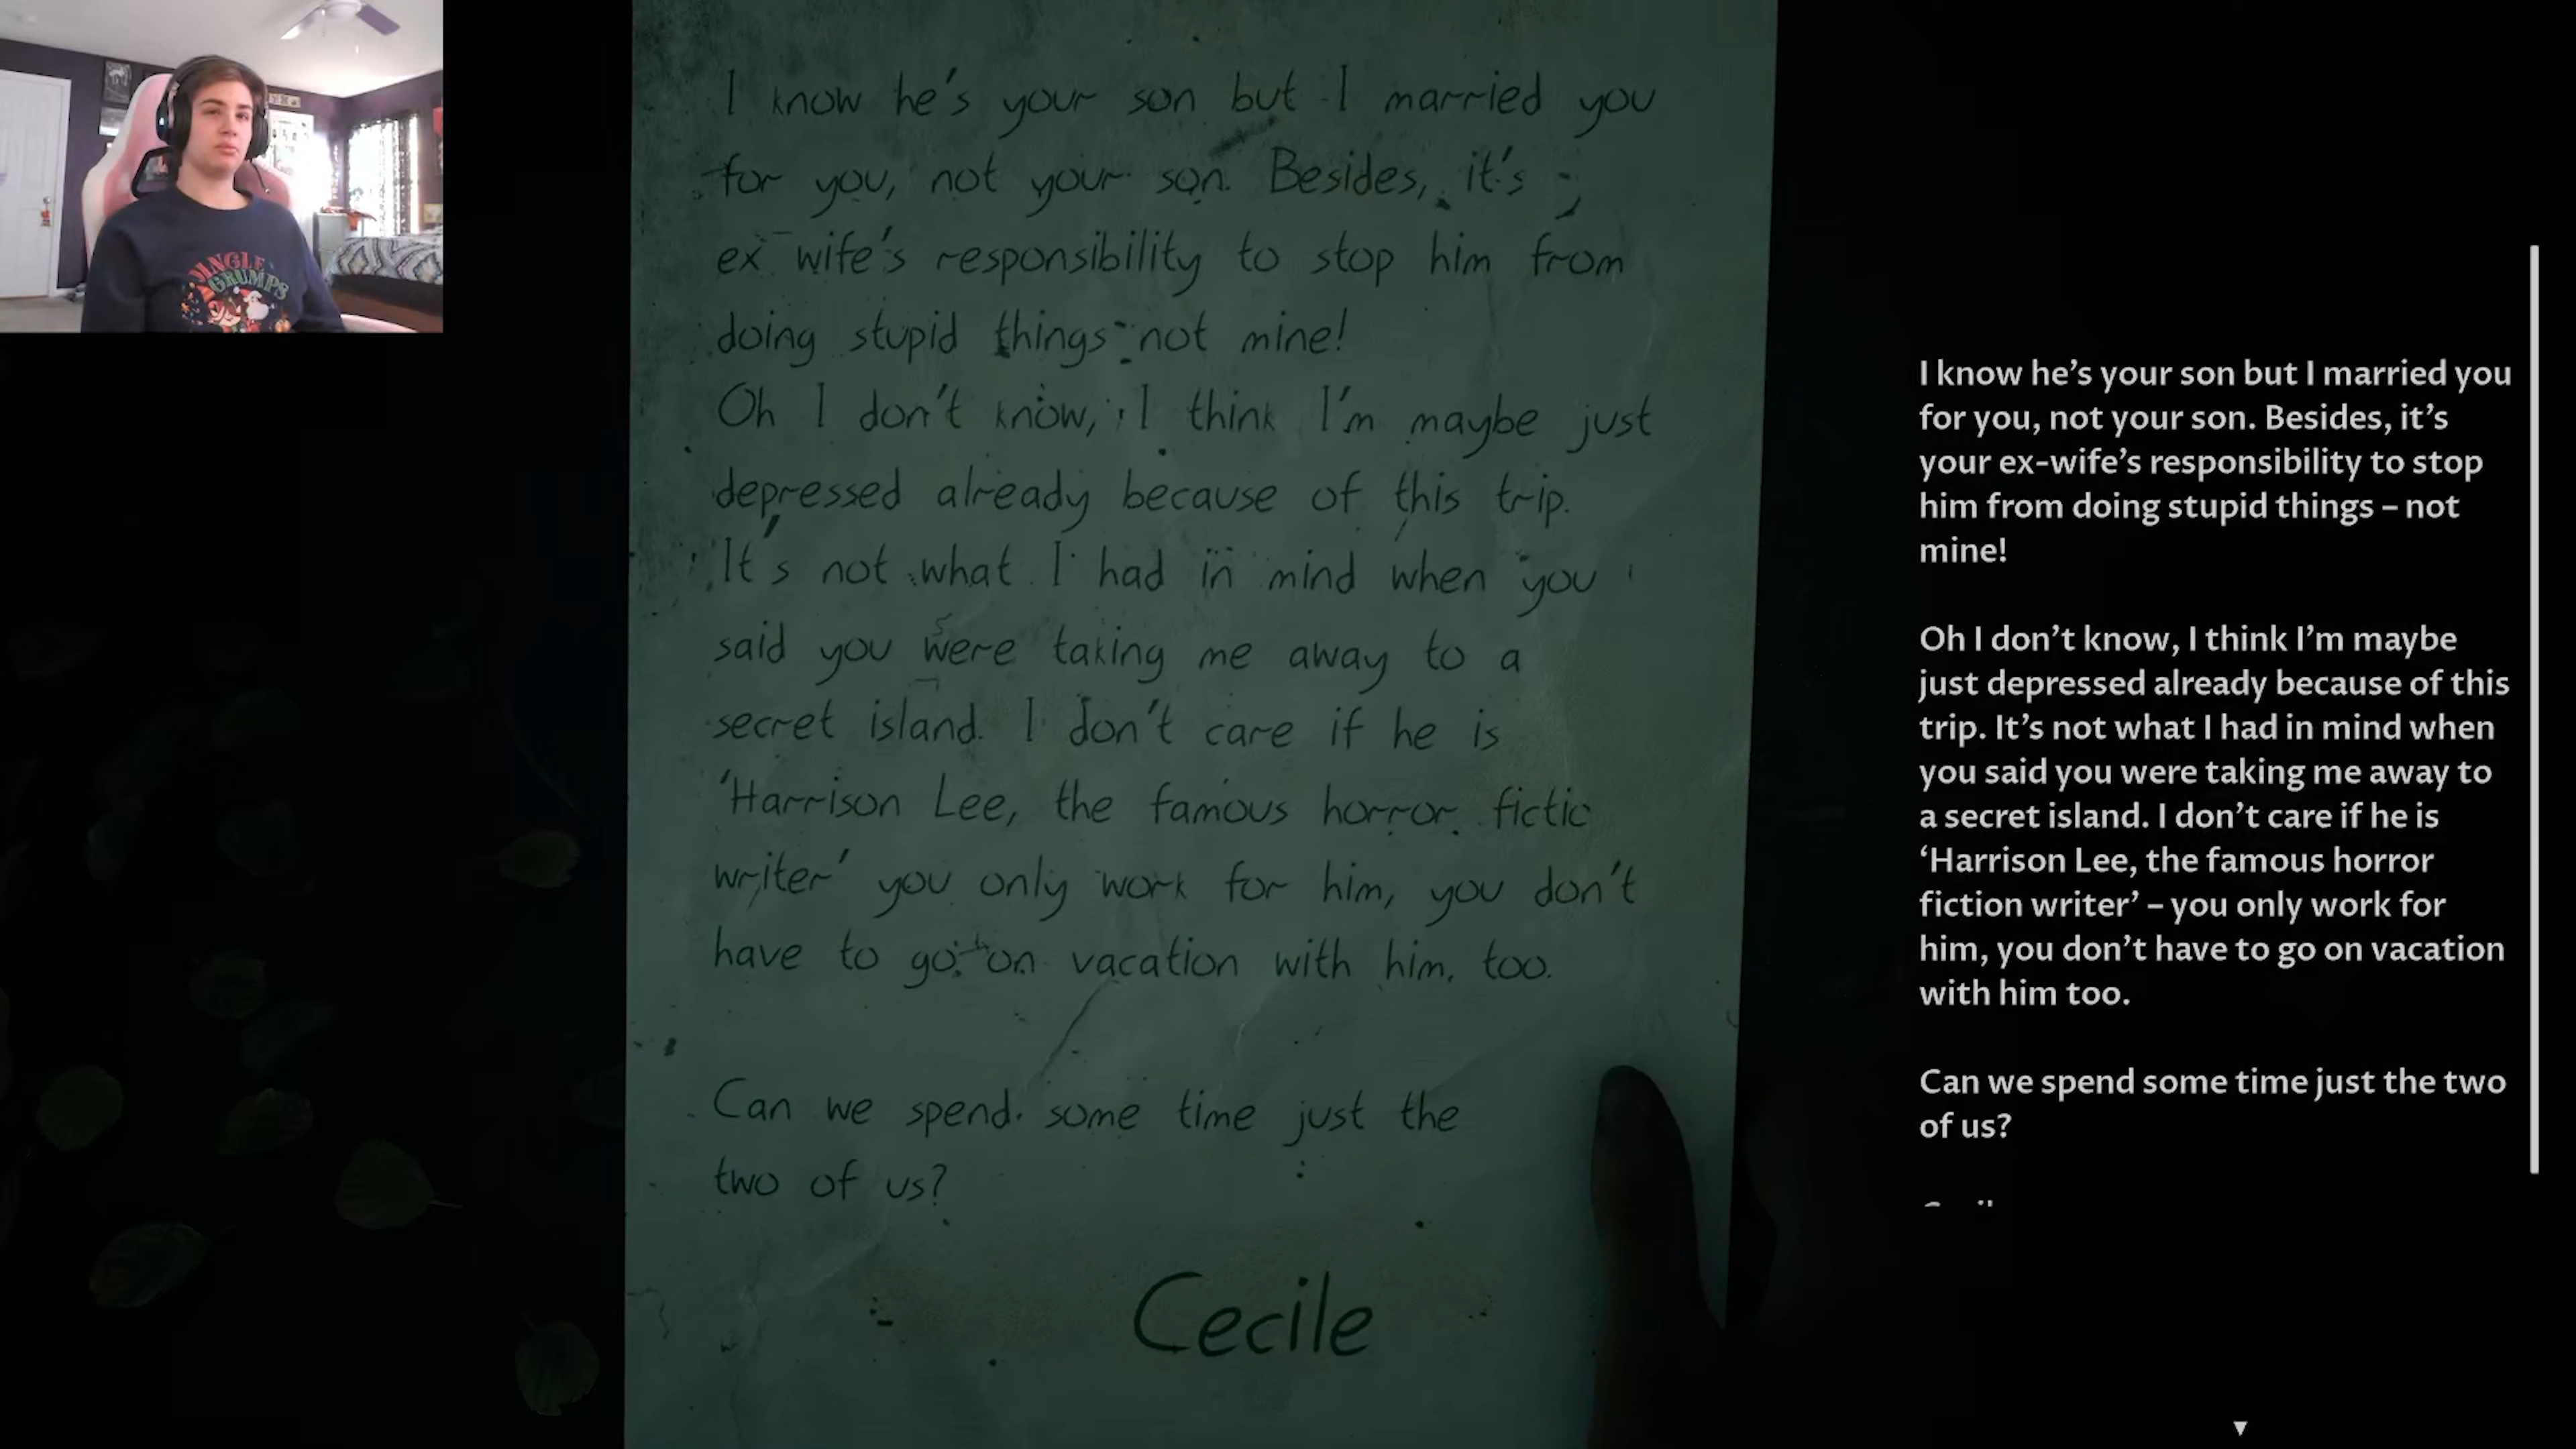 JINGLE
GRUMPS
I know he's your son but I married you
for you, not your son. Besides, it's
ex wife's responsibility to stop him from
doing stupid things not mine!
Oh I don't know, I think I'm maybe just
depressed already because of this trip.
It's not what I had in mind when you
said you were taking me away to a
secret island. I don't care if he is
'Harrison Lee, the famous horror fictio
writer' you only work for him, you don't
have to go on vacation with him, too.
Can we spend some time just the
two of us?
Cecile
I know he's your son but I married you
for you, not your son. Besides, it's
your ex-wife's responsibility to stop
him from doing stupid things – not
mine!
Oh I don't know, I think I'm maybe
just depressed already because of this
trip. It's not what I had in mind when
you said you were taking me away to
a secret island. I don't care if he is
‘Harrison Lee, the famous horror
fiction writer’ – you only work for
him, you don't have to go on vacation
with him too.
Can we spend some time just the two
of us?